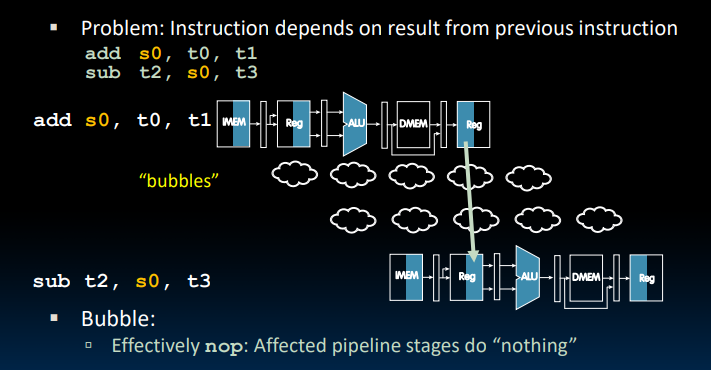 ▪ Problem: Instruction depends on result from previous instruction
add s0, t0, t1
sub t2, s0, t3
add s0, t0, t1 IMEM Reg ALU DMEM Reg
“bubbles”
sub t2, s0, t3 IMEM Reg ALU DMEM Reg
▪ Bubble:
▫ Effectively nop: Affected pipeline stages do “nothing”